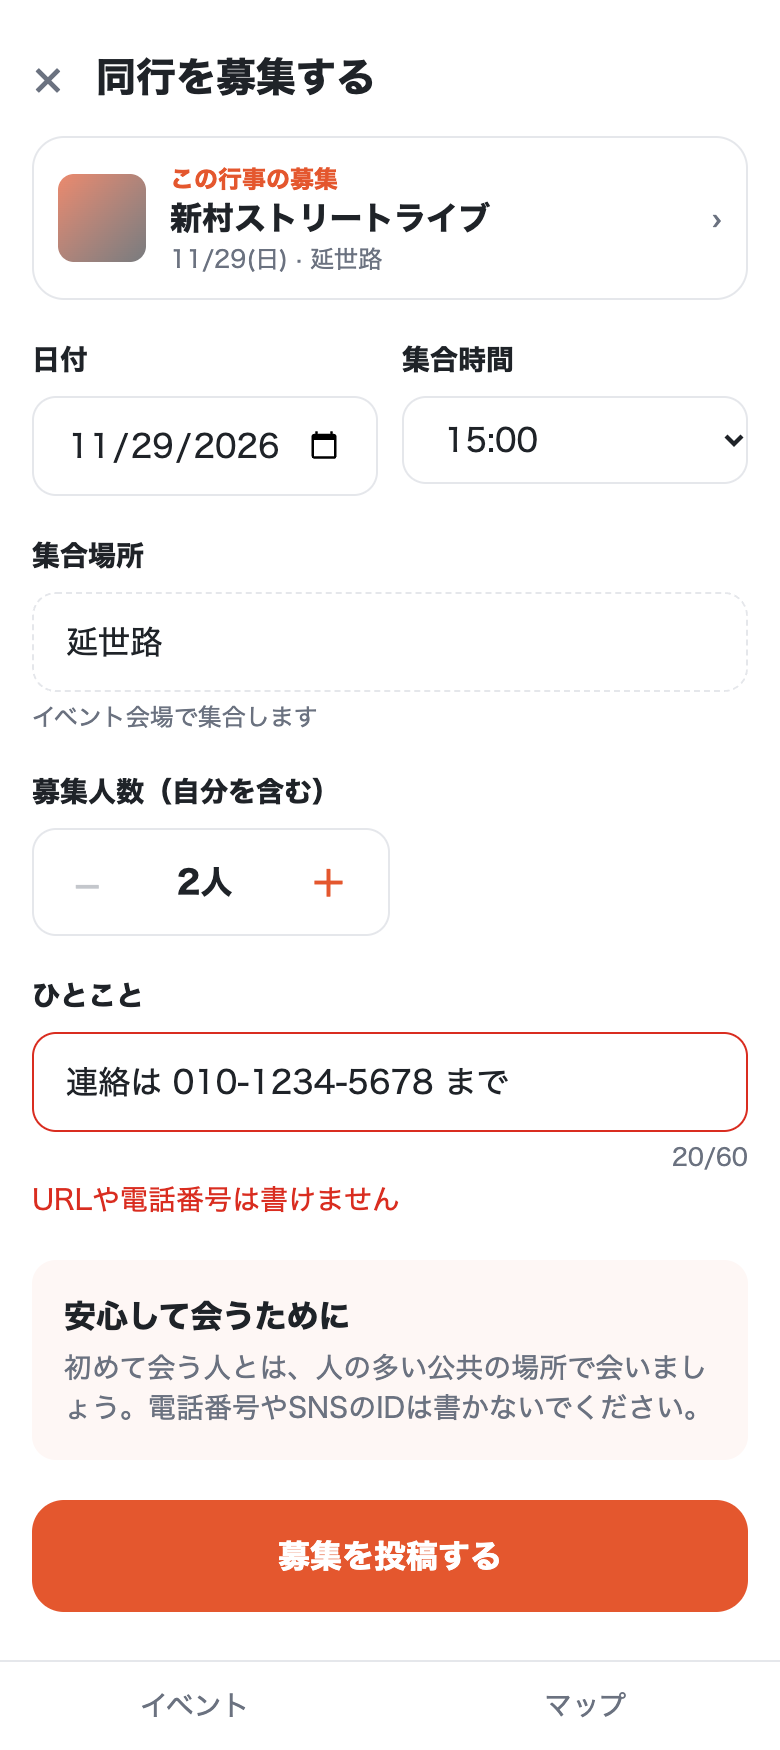 × 同行を募集する
この行事の募集
新村ストリートライブ
11/29(日) · 延世路
›
日付 集合時間
11/29/2026 15:00
集合場所
延世路
イベント会場で集合します
募集人数（自分を含む）
− 2人 +
ひとこと
連絡は 010-1234-5678 まで
20/60
URLや電話番号は書けません
安心して会うために
初めて会う人とは、人の多い公共の場所で会いまし
ょう。電話番号やSNSのIDは書かないでください。
募集を投稿する
イベント マップ